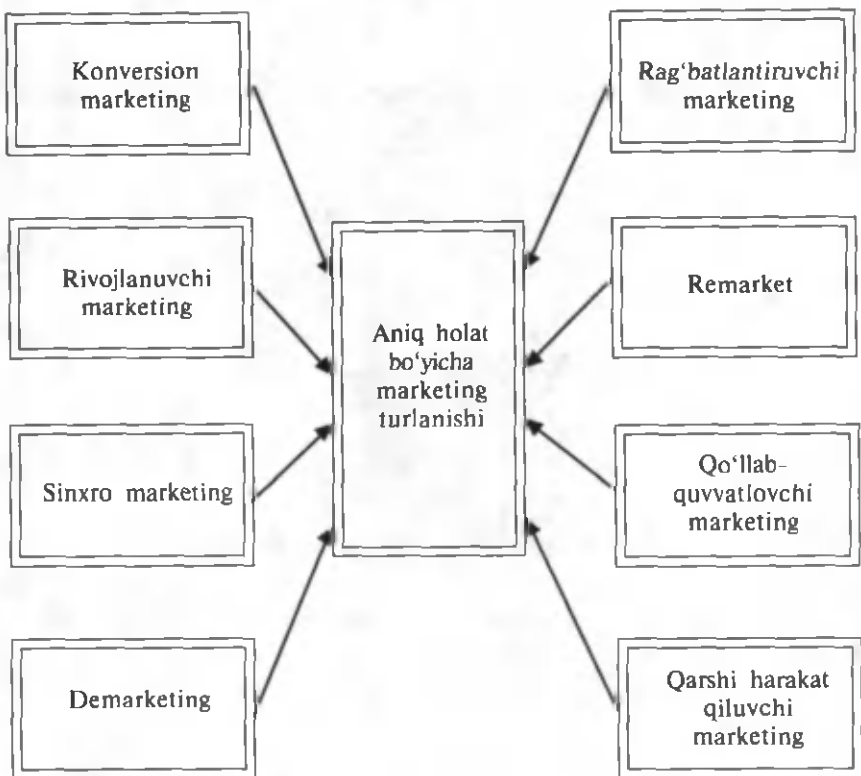 Konversion
marketing
Rag‘batlantiruvchi
marketing
Rivojlanuvchi
marketing
Aniq holat
bo‘yicha
marketing
turlanishi
Remarket
Sinxro marketing
Qo‘llab-
quvvatlovchi
marketing
Demarketing
Qarshi harakat
qiluvchi
marketing